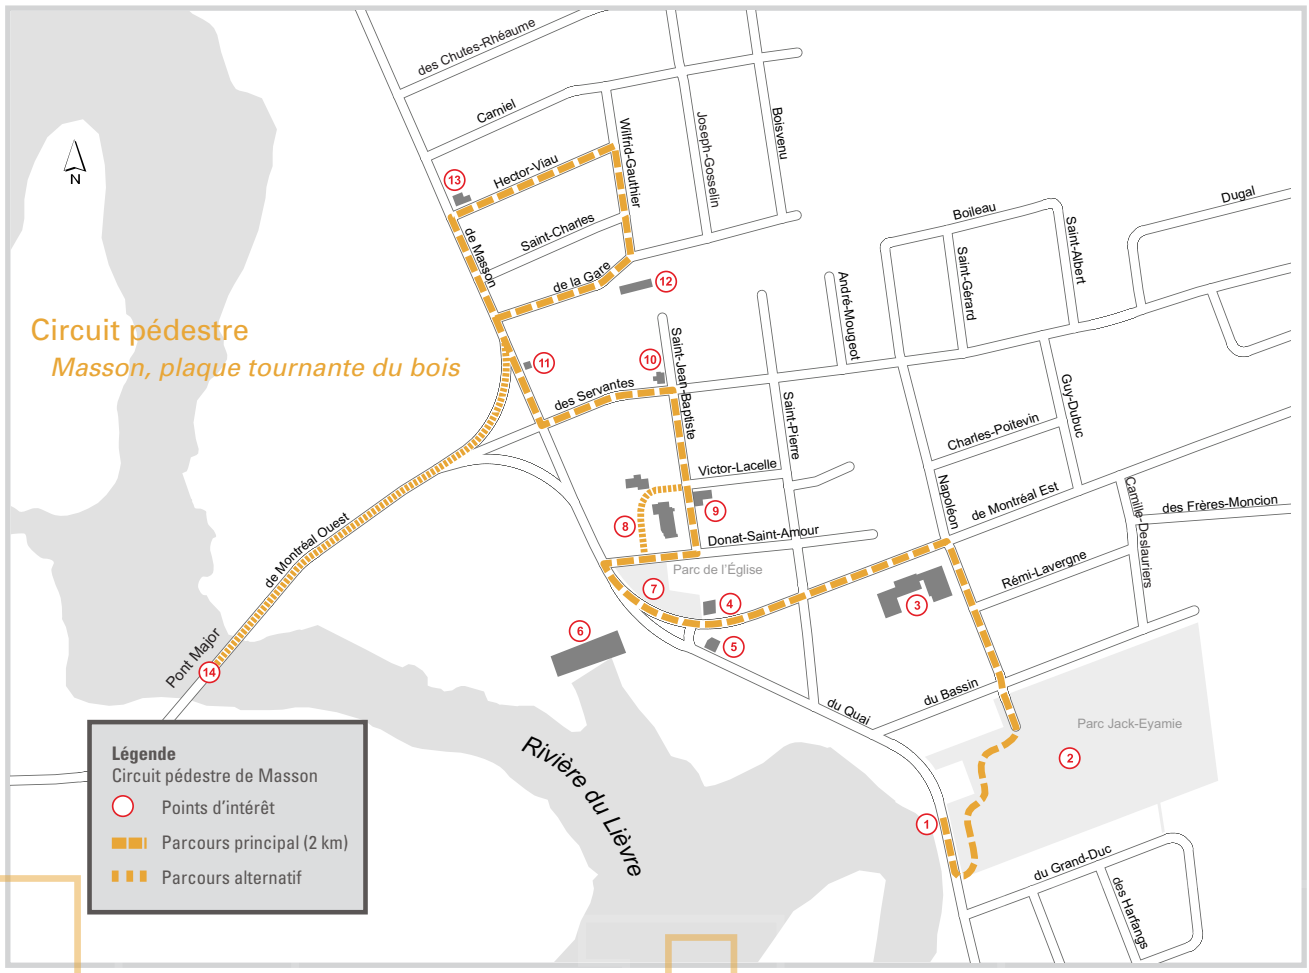 des Chutes-Rhéaume
Carniel
Hector-Viau
Wilfrid-Gauthier
Joseph-Gosselin
Boisvenu
N
13
de Masson
Saint-Charles
de la Gare
12
Boileau
Saint-Gérard
Saint-Albert
Dugal
Circuit pédestre
Masson, plaque tournante du bois
11
10
des Servantes
Saint-Jean-Baptiste
Saint-Pierre
André-Mougeot
Guy-Dubuc
Charles-Poitevin
Victor-Lacelle
Napoléon
de Montréal Est
Camille-Deslauriers
des Frères-Moncion
8
9
Donat-Saint-Amour
de Montréal Ouest
Parc de l'Église
Rémi-Lavergne
7
4
3
6
5
Pont Major
14
du Bassin
du Quai
Parc Jack-Eyamie
2
Rivière du Lièvre
1
du Grand-Duc
des Harfangs
Légende
Circuit pédestre de Masson
Points d'intérêt
Parcours principal (2 km)
Parcours alternatif